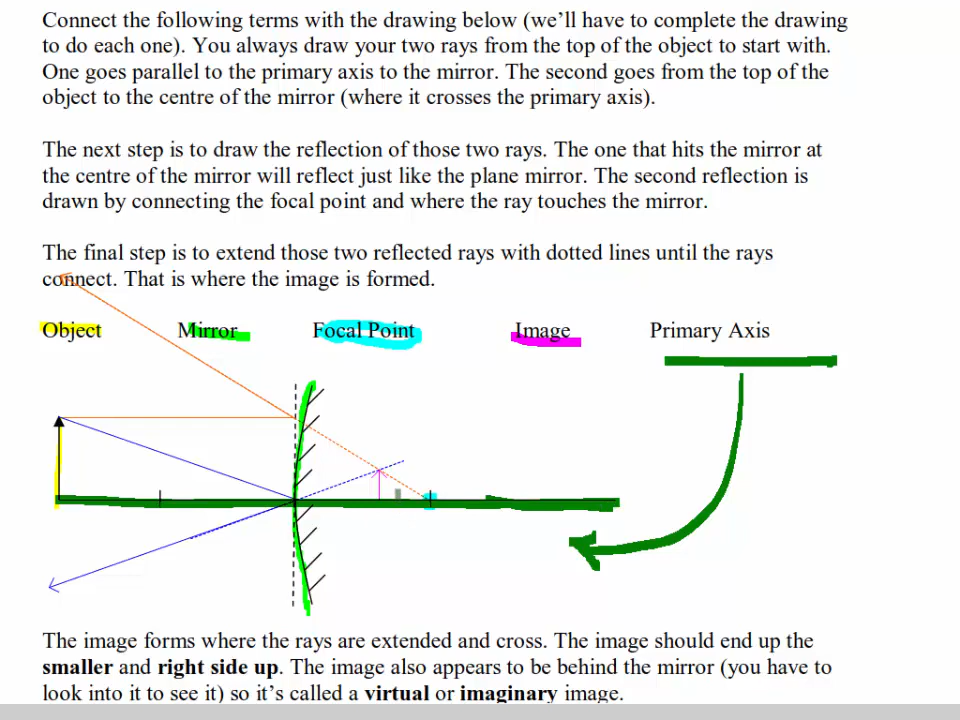 Connect the following terms with the drawing below (we’ll have to complete the drawing
to do each one). You always draw your two rays from the top of the object to start with.
One goes parallel to the primary axis to the mirror. The second goes from the top of the
object to the centre of the mirror (where it crosses the primary axis).
The next step is to draw the reflection of those two rays. The one that hits the mirror at
the centre of the mirror will reflect just like the plane mirror. The second reflection is
drawn by connecting the focal point and where the ray touches the mirror.
The final step is to extend those two reflected rays with dotted lines until the rays
connect. That is where the image is formed.
Object Mirror Focal Point Image Primary Axis
The image forms where the rays are extended and cross. The image should end up the
smaller and right side up. The image also appears to be behind the mirror (you have to
look into it to see it) so it’s called a virtual or imaginary image.